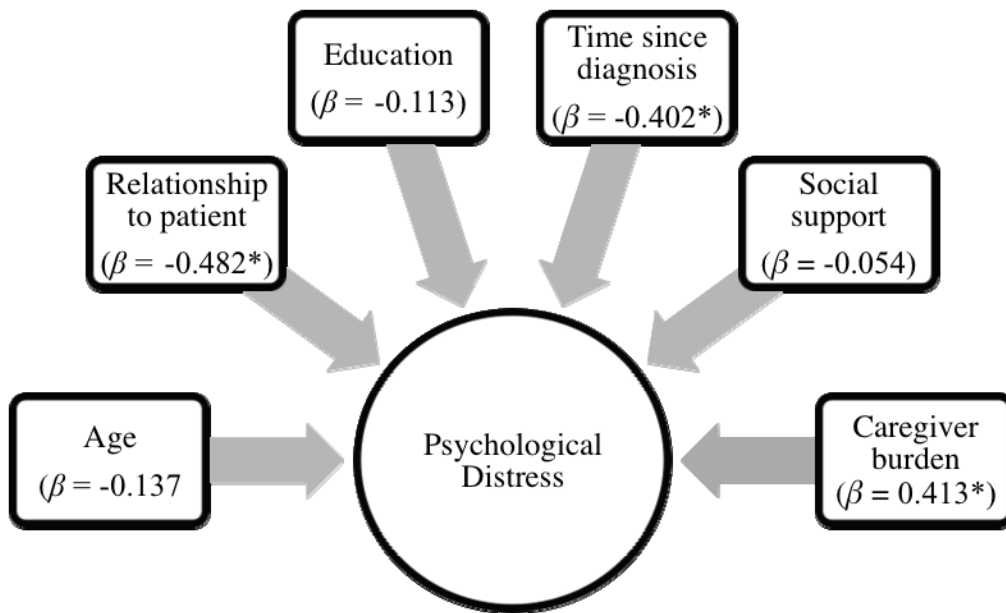 Education
(β = -0.113)
Time since
diagnosis
(β = -0.402*)
Relationship
to patient
(β = -0.482*)
Social
support
(β = -0.054)
Age
(β = -0.137
Psychological
Distress
Caregiver
burden
(β = 0.413*)